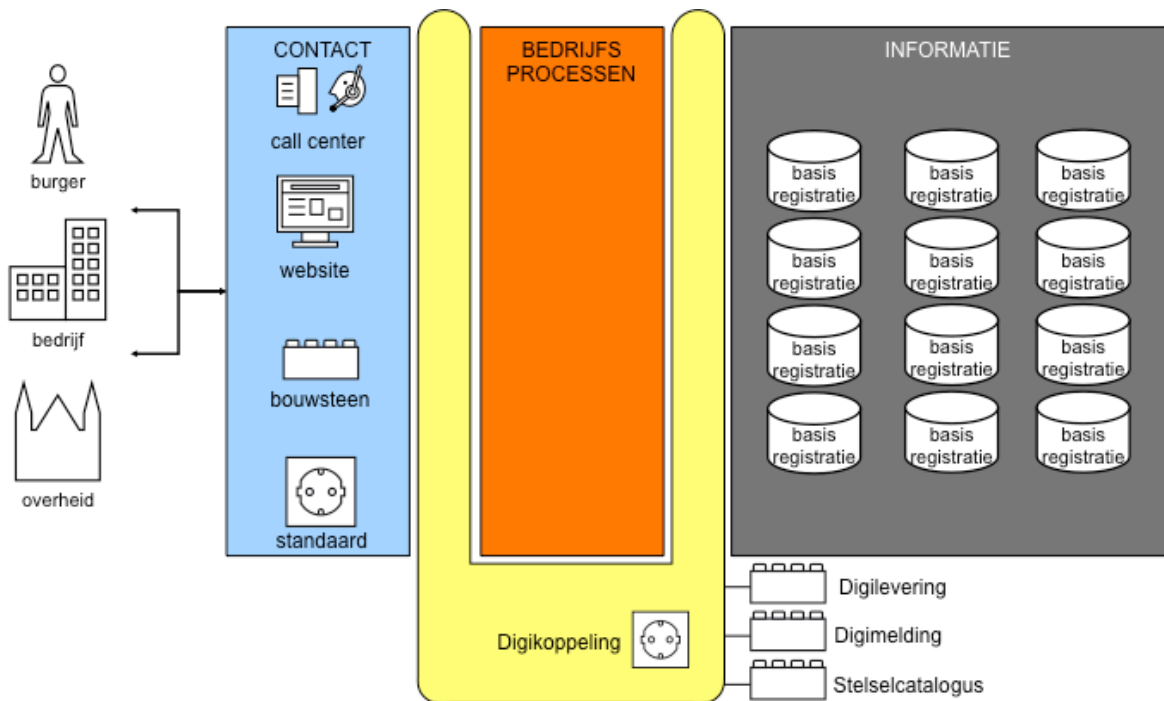 burger
bedrijf
overheid
CONTACT
call center
website
bouwsteen
standaard
BEDRIJFS
PROCESSEN
INFORMATIE
basis
registratie
basis
registratie
basis
registratie
basis
registratie
basis
registratie
basis
registratie
basis
registratie
basis
registratie
basis
registratie
basis
registratie
basis
registratie
basis
registratie
Digikoppeling
Digilevering
Digimelding
Stelselcatalogus